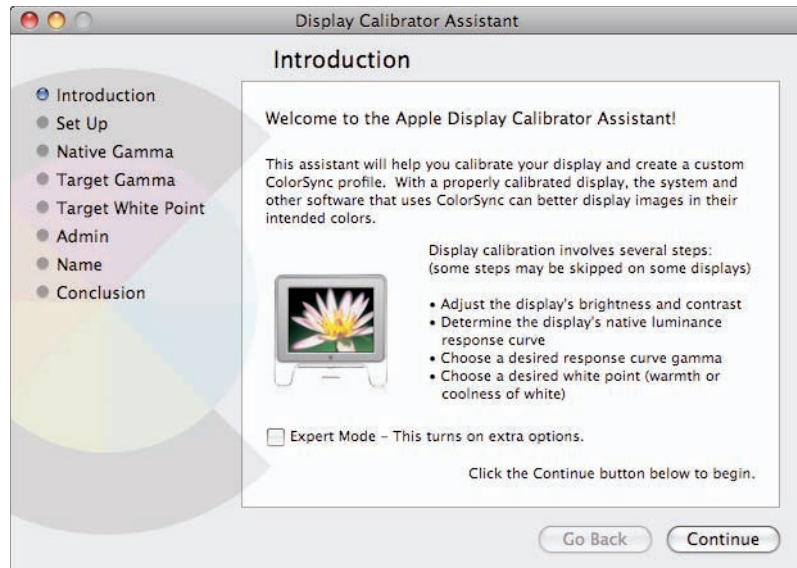 Display Calibrator Assistant
Introduction
Introduction
Set Up
Native Gamma
Target Gamma
Target White Point
Admin
Name
Conclusion
Welcome to the Apple Display Calibrator Assistant!
This assistant will help you calibrate your display and create a custom
ColorSync profile. With a properly calibrated display, the system and
other software that uses ColorSync can better display images in their
intended colors.
Display calibration involves several steps:
(some steps may be skipped on some displays)
• Adjust the display's brightness and contrast
• Determine the display's native luminance
response curve
• Choose a desired response curve gamma
• Choose a desired white point (warmth or
coolness of white)
Expert Mode – This turns on extra options.
Click the Continue button below to begin.
Go Back
Continue